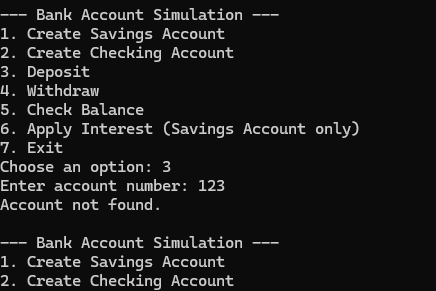 --- Bank Account Simulation ---
1. Create Savings Account
2. Create Checking Account
3. Deposit
4. Withdraw
5. Check Balance
6. Apply Interest (Savings Account only)
7. Exit
Choose an option: 3
Enter account number: 123
Account not found.

--- Bank Account Simulation ---
1. Create Savings Account
2. Create Checking Account